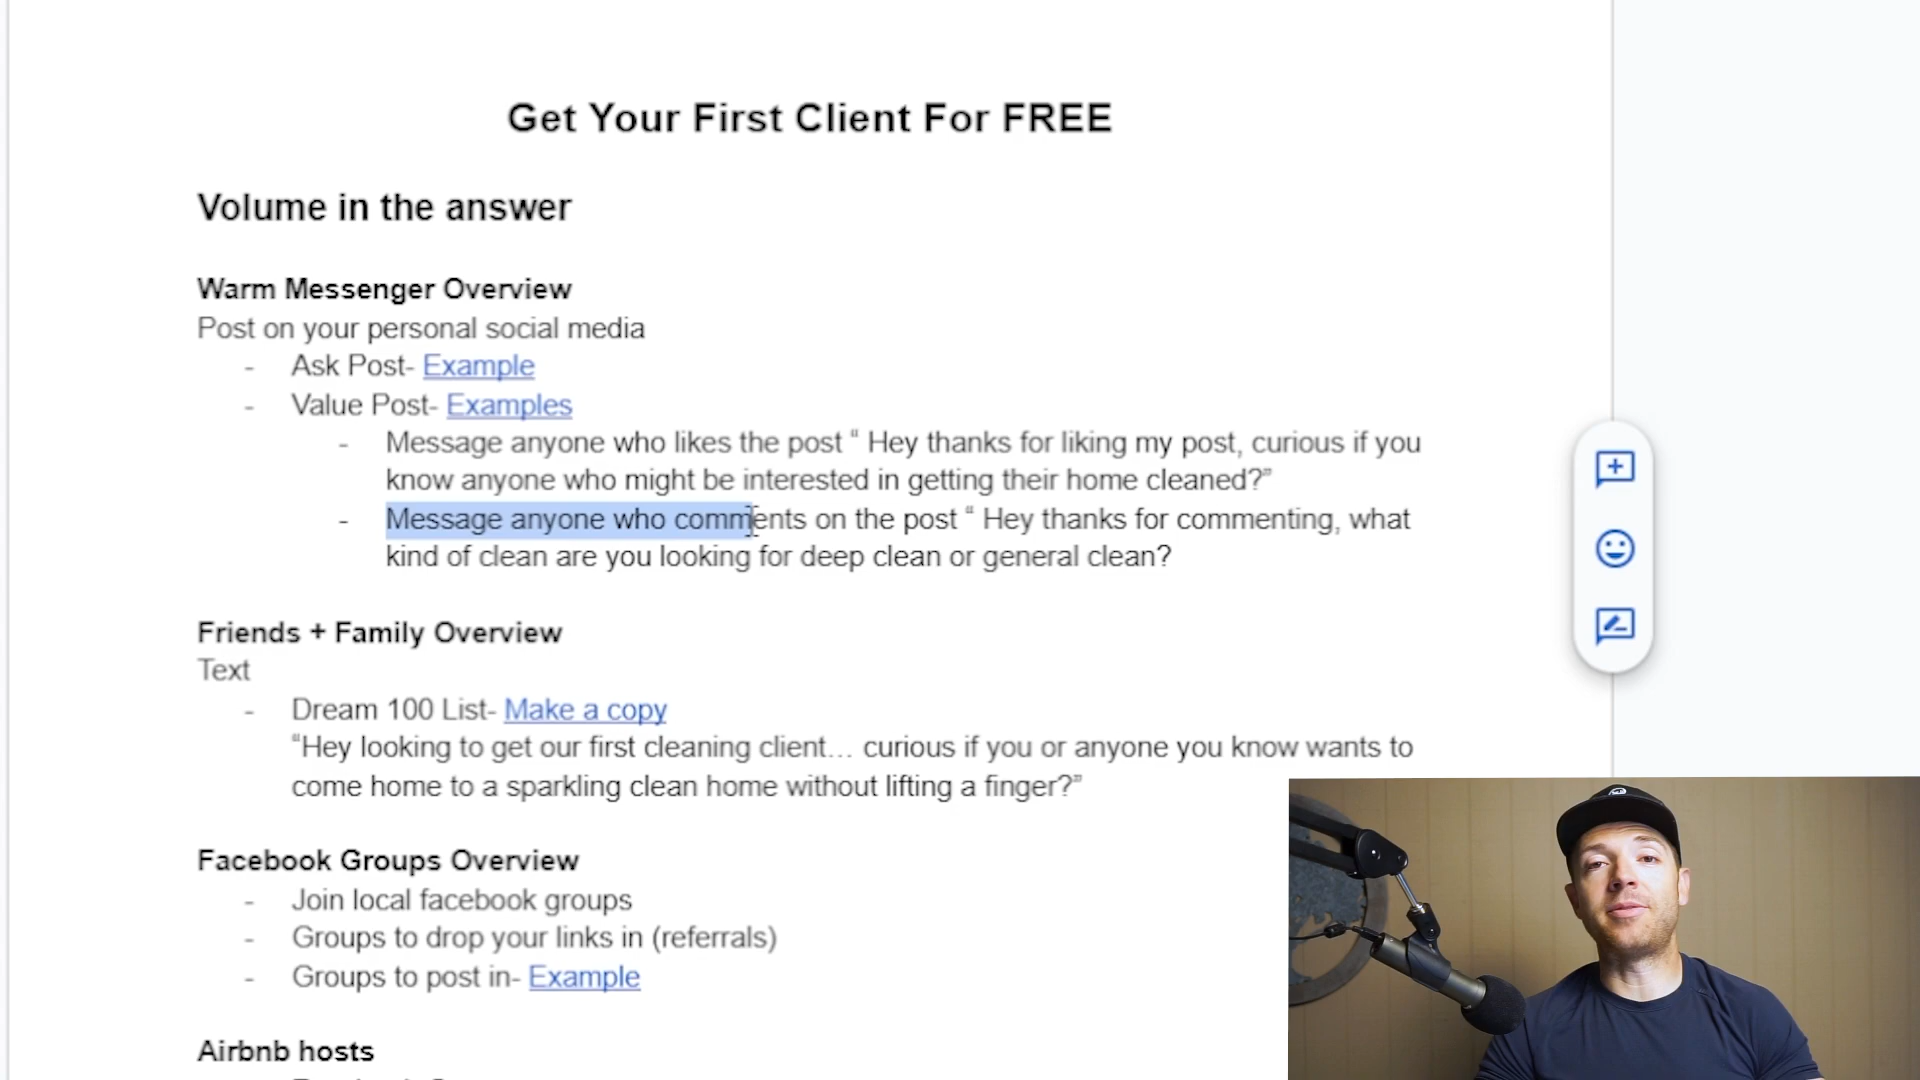 Get Your First Client For FREE
Volume in the answer
Warm Messenger Overview
Post on your personal social media
- Ask Post- Example
- Value Post- Examples
- Message anyone who likes the post “ Hey thanks for liking my post, curious if you
know anyone who might be interested in getting their home cleaned?”
- Message anyone who comments on the post “ Hey thanks for commenting, what
kind of clean are you looking for deep clean or general clean?
Friends + Family Overview
Text
- Dream 100 List- Make a copy
“Hey looking to get our first cleaning client… curious if you or anyone you know wants to
come home to a sparkling clean home without lifting a finger?”
Facebook Groups Overview
- Join local facebook groups
- Groups to drop your links in (referrals)
- Groups to post in- Example
Airbnb hosts